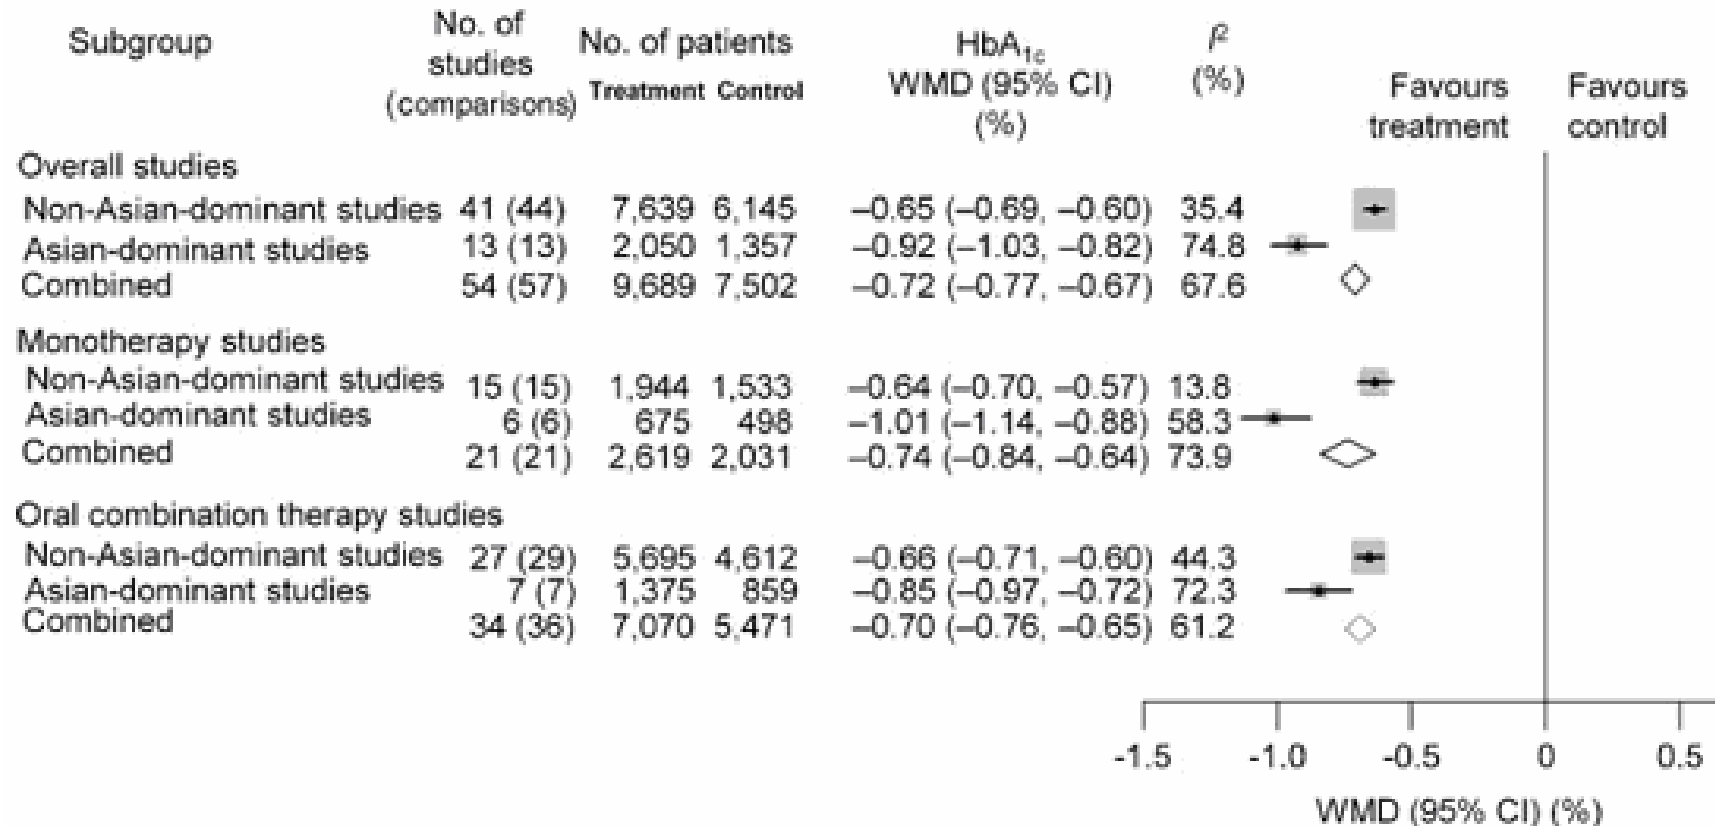 Subgroup No. of studies (comparisons) No. of patients HbA1c WMD (95% CI) (%) I² (%) Favours treatment Favours control
Treatment Control
Overall studies
Non-Asian-dominant studies 41 (44) 7,639 6,145 –0.65 (–0.69, –0.60) 35.4
Asian-dominant studies 13 (13) 2,050 1,357 –0.92 (–1.03, –0.82) 74.8
Combined 54 (57) 9,689 7,502 –0.72 (–0.77, –0.67) 67.6
Monotherapy studies
Non-Asian-dominant studies 15 (15) 1,944 1,533 –0.64 (–0.70, –0.57) 13.8
Asian-dominant studies 6 (6) 675 498 –1.01 (–1.14, –0.88) 58.3
Combined 21 (21) 2,619 2,031 –0.74 (–0.84, –0.64) 73.9
Oral combination therapy studies
Non-Asian-dominant studies 27 (29) 5,695 4,612 –0.66 (–0.71, –0.60) 44.3
Asian-dominant studies 7 (7) 1,375 859 –0.85 (–0.97, –0.72) 72.3
Combined 34 (36) 7,070 5,471 –0.70 (–0.76, –0.65) 61.2
-1.5 -1.0 -0.5 0 0.5
WMD (95% CI) (%)